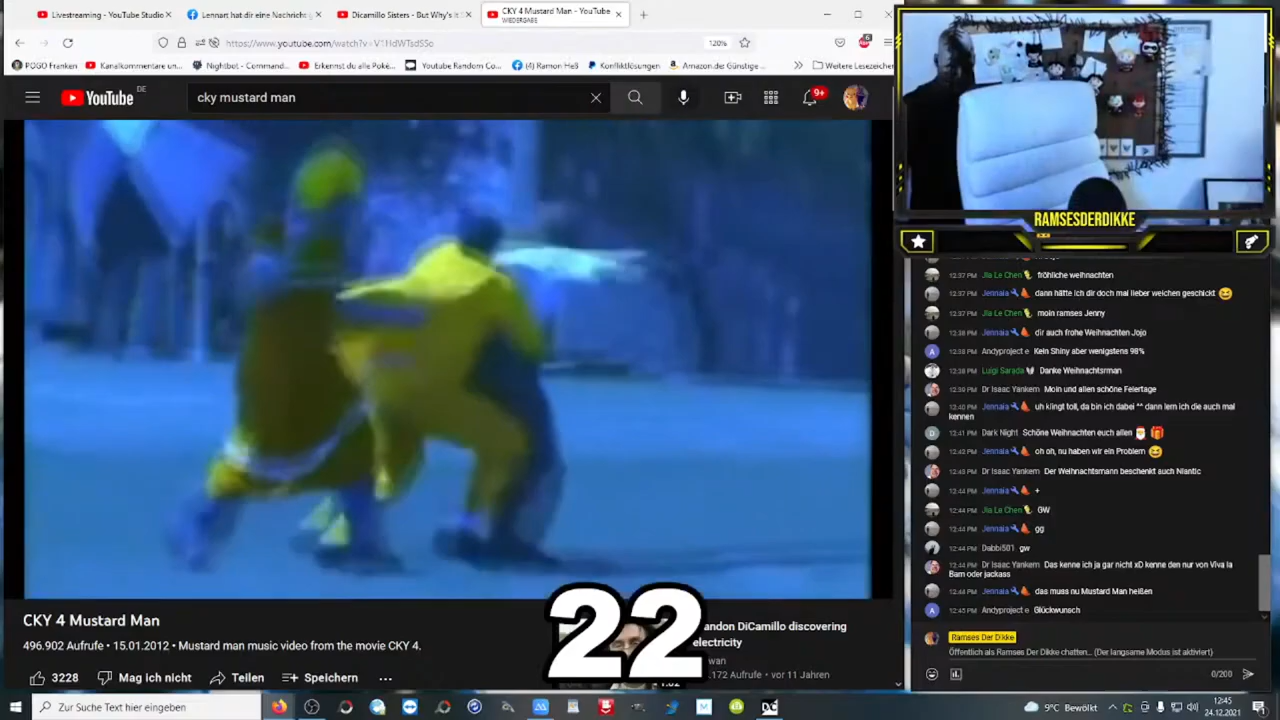 Livestreaming - YouTube Studio
Lennart hat dir eine Nachricht
Dicamillo Sisters - But Why's It
CKY 4 Mustard Man - YouTube
WIEDERGABE
https://www.youtube.com/watch?v=V1HdWTsdSSo
120%
6
POGO Franken
Kanalkommentare un...
Nightbot - Command...
Erkennst du alle Poké...
Youtube Random Co...
(4) Ramon Heß
Konfliktlösungen
Amazon.de Günstige ...
Weitere Lesezeichen
YouTube
DE
cky mustard man
9+
RAMSESDERDIKKE
12:37 PM Jia Le Chen fröhliche weihnachten
12:37 PM Jennaia dann hätte ich dir doch mal lieber welchen geschickt 😆
12:37 PM Jia Le Chen moin ramses Jenny
12:38 PM Jennaia dir auch frohe Weihnachten Jojo
12:38 PM Andyproject e Kein Shiny aber wenigstens 98%
12:38 PM Luigi Sarada Danke Weihnachtsrman
12:39 PM Dr Isaac Yankem Moin und allen schöne Feiertage
12:40 PM Jennaia uh klingt toll, da bin ich dabei ^^ dann lern ich die auch mal
kennen
12:41 PM Dark Night Schöne Weihnachten euch allen 🎅 🎁
12:42 PM Jennaia oh oh, nu haben wir ein Problem 😆
12:43 PM Dr Isaac Yankem Der Weihnachtsmann beschenkt auch Niantic
12:44 PM Jennaia +
12:44 PM Jia Le Chen GW
12:44 PM Jennaia gg
12:44 PM Dabbi501 gw
12:44 PM Dr Isaac Yankem Das kenne ich ja gar nicht xD kenne den nur von Viva la
Bam oder jackass
12:44 PM Jennaia das muss nu Mustard Man heißen
12:45 PM Andyproject e Glückwunsch
Ramses Der Dikke
Öffentlich als Ramses Der Dikke chatten... (Der langsame Modus ist aktiviert)
0/200
CKY 4 Mustard Man
496.802 Aufrufe • 15.01.2012 • Mustard man music video from the movie CKY 4.
3228
Mag ich nicht
Teilen
Speichern
22
andon DiCamillo discovering
electricity
wan
.172 Aufrufe • vor 11 Jahren
Zur Suche Text hier eingeben
9°C Bewölkt
12:45
24.12.2021